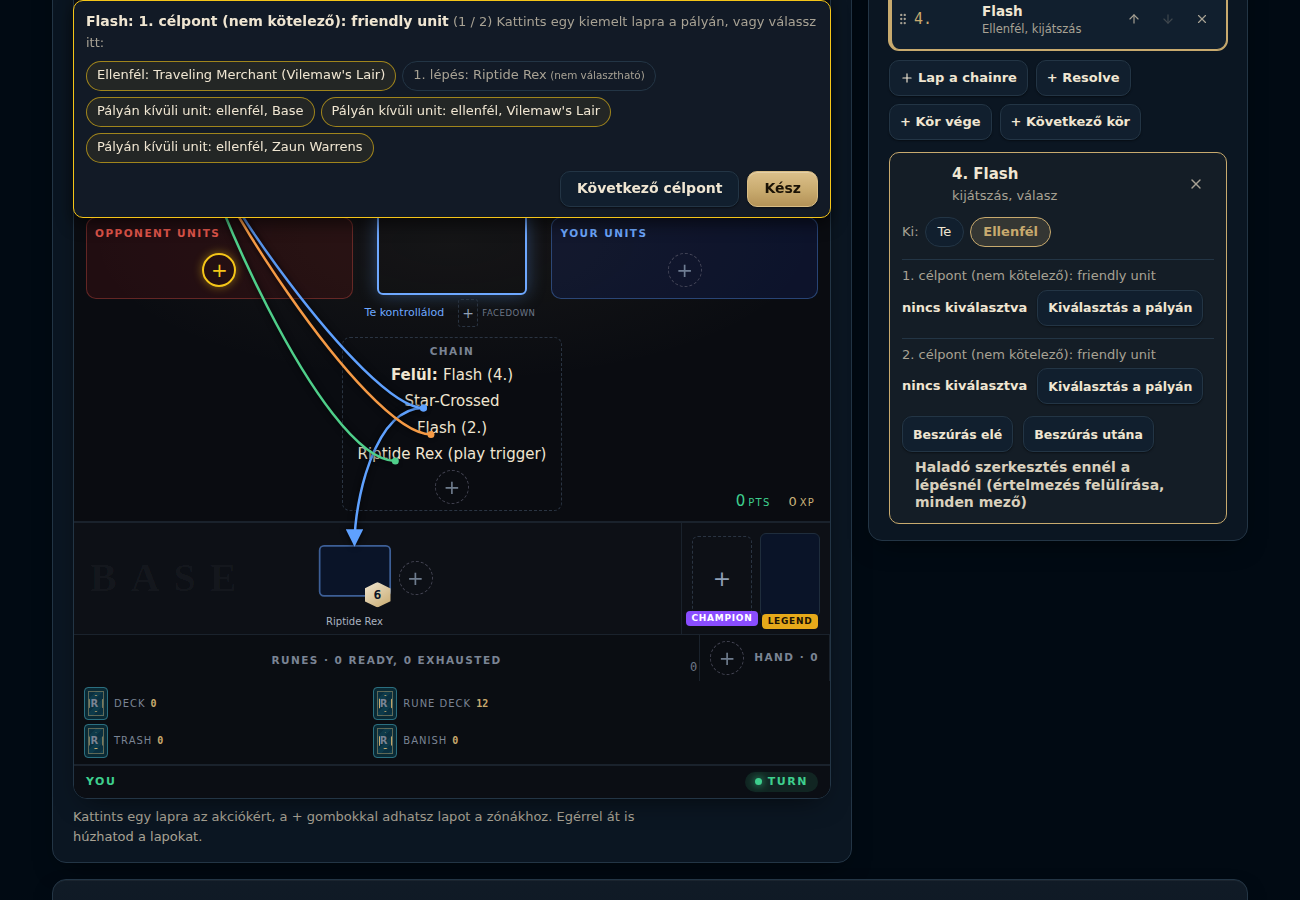 Flash: 1. célpont (nem kötelező): friendly unit (1 / 2) Kattints egy kiemelt lapra a pályán, vagy válassz
itt:
Ellenfél: Traveling Merchant (Vilemaw's Lair)
1. lépés: Riptide Rex (nem választható)
Pályán kívüli unit: ellenfél, Base
Pályán kívüli unit: ellenfél, Vilemaw's Lair
Pályán kívüli unit: ellenfél, Zaun Warrens
Következő célpont
Kész
OPPONENT UNITS
+
YOUR UNITS
+
Te kontrollálod
+ FACEDOWN
CHAIN
Felül: Flash (4.)
Star-Crossed
Flash (2.)
Riptide Rex (play trigger)
+
0 PTS 0 XP
BASE
6
Riptide Rex
+
+
CHAMPION
LEGEND
RUNES · 0 READY, 0 EXHAUSTED
0
+
HAND · 0
R DECK 0
R RUNE DECK 12
R TRASH 0
R BANISH 0
YOU
TURN
Kattints egy lapra az akciókért, a + gombokkal adhatsz lapot a zónákhoz. Egérrel át is
húzhatod a lapokat.
4. Flash
Ellenfél, kijátszás
↑ ↓ ×
+ Lap a chainre
+ Resolve
+ Kör vége
+ Következő kör
4. Flash
kijátszás, válasz
×
Ki: Te Ellenfél
1. célpont (nem kötelező): friendly unit
nincs kiválasztva Kiválasztás a pályán
2. célpont (nem kötelező): friendly unit
nincs kiválasztva Kiválasztás a pályán
Beszúrás elé
Beszúrás utána
Haladó szerkesztés ennél a
lépésnél (értelmezés felülírása,
minden mező)